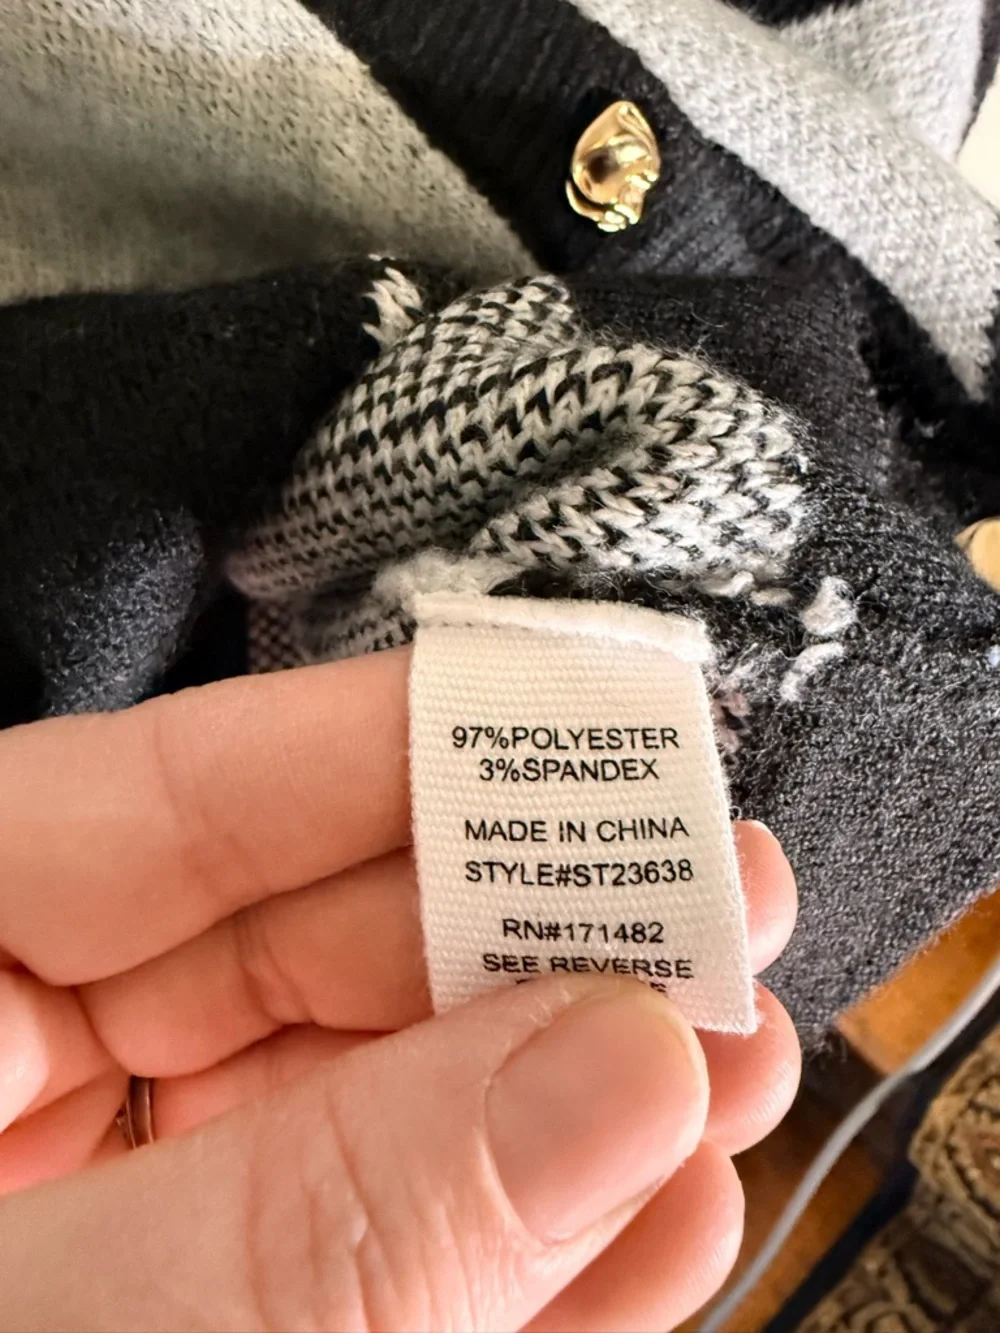 97%POLYESTER
3%SPANDEX
MADE IN CHINA
STYLE#ST23638
RN#171482
SEE REVERSE